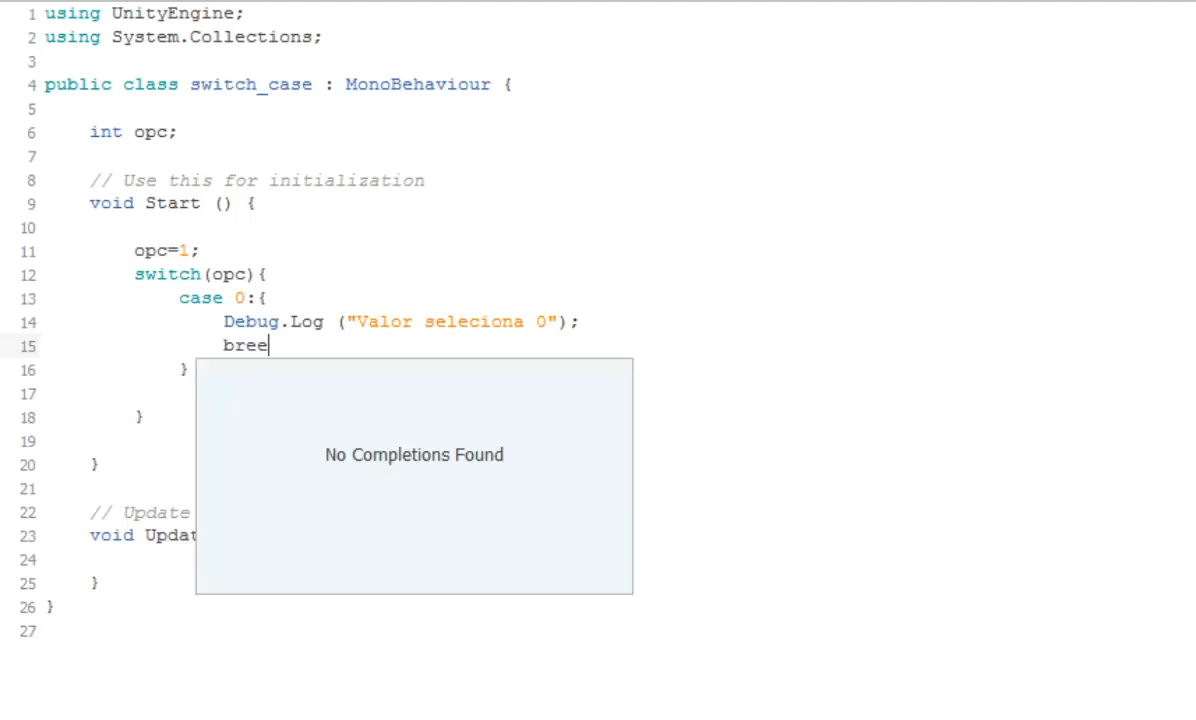 1 using UnityEngine;
2 using System.Collections;
3
4 public class switch_case : MonoBehaviour {
5
6 int opc;
7
8 // Use this for initialization
9 void Start () {
10
11 opc=1;
12 switch(opc){
13 case 0:{
14 Debug.Log ("Valor seleciona 0");
15 bree
16 }
17
18 }
19
No Completions Found
20 }
21
22 // Update
23 void Updat
24
25 }
26 }
27